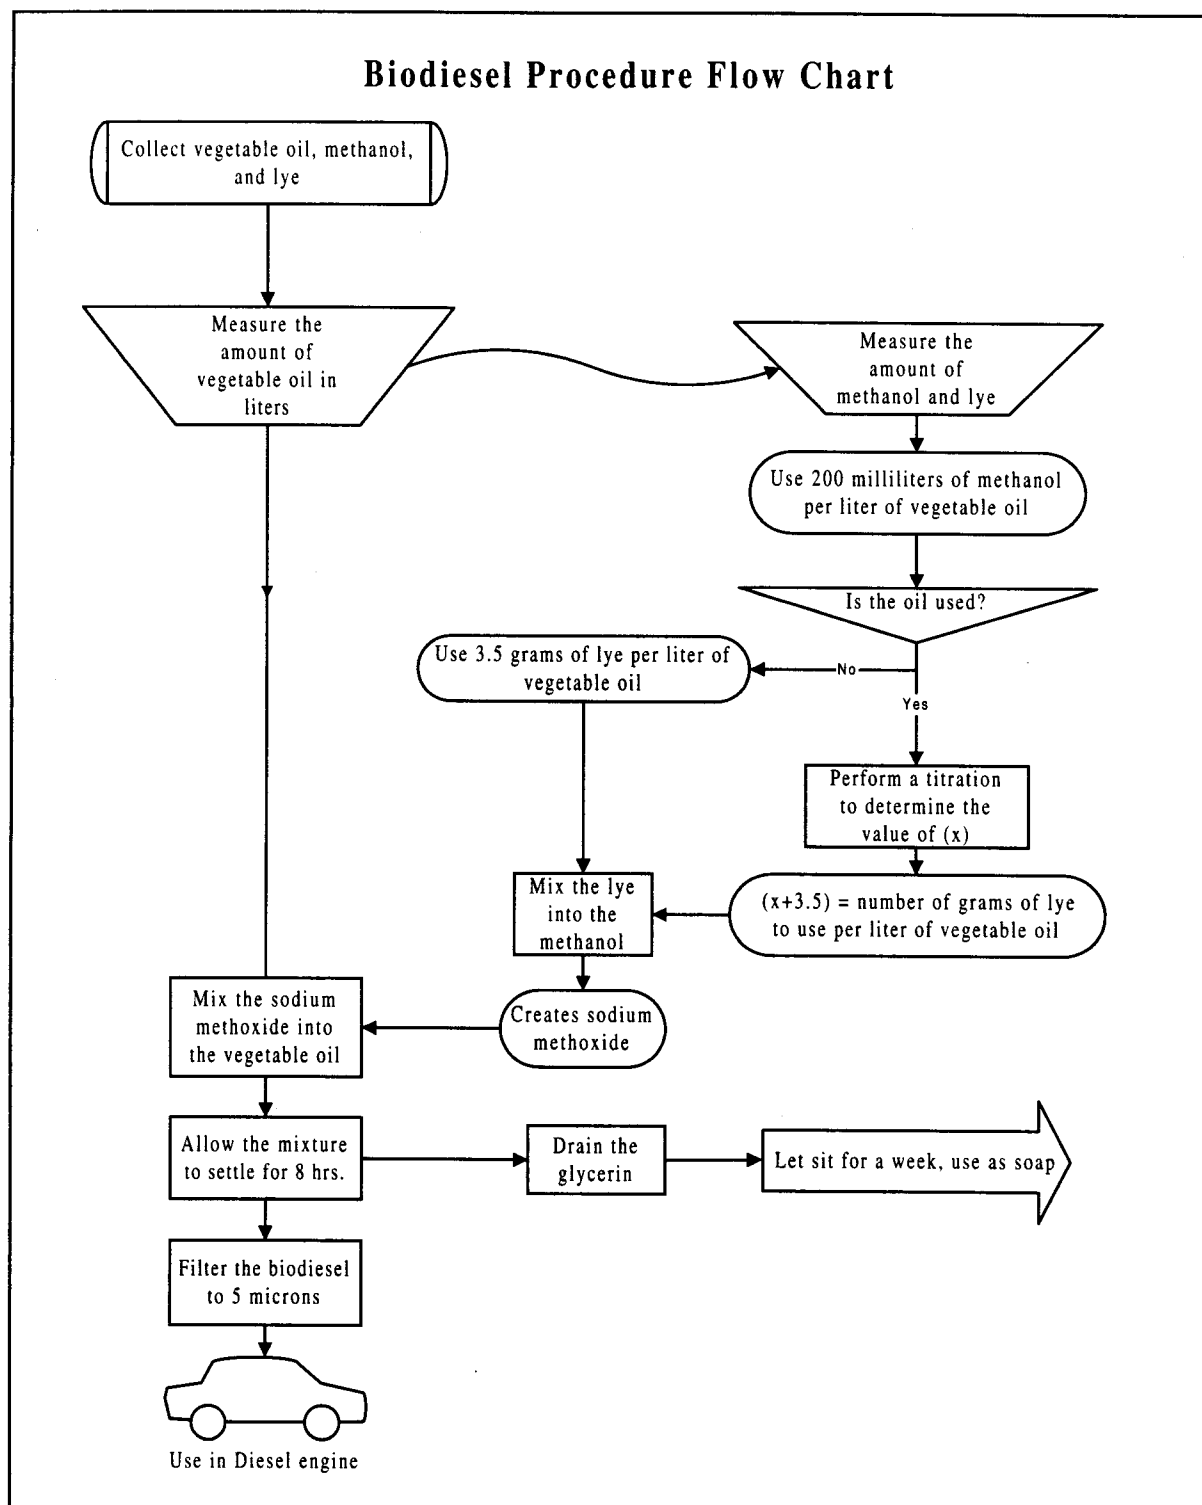 Biodiesel Procedure Flow Chart
Collect vegetable oil, methanol,
and lye
Measure the
amount of
vegetable oil in
liters
Measure the
amount of
methanol and lye
Use 200 milliliters of methanol
per liter of vegetable oil
Is the oil used?
Use 3.5 grams of lye per liter of
vegetable oil
No
Yes
Perform a titration
to determine the
value of (x)
Mix the lye
into the
methanol
(x+3.5) = number of grams of lye
to use per liter of vegetable oil
Mix the sodium
methoxide into
the vegetable oil
Creates sodium
methoxide
Allow the mixture
to settle for 8 hrs.
Drain the
glycerin
Let sit for a week, use as soap
Filter the biodiesel
to 5 microns
Use in Diesel engine